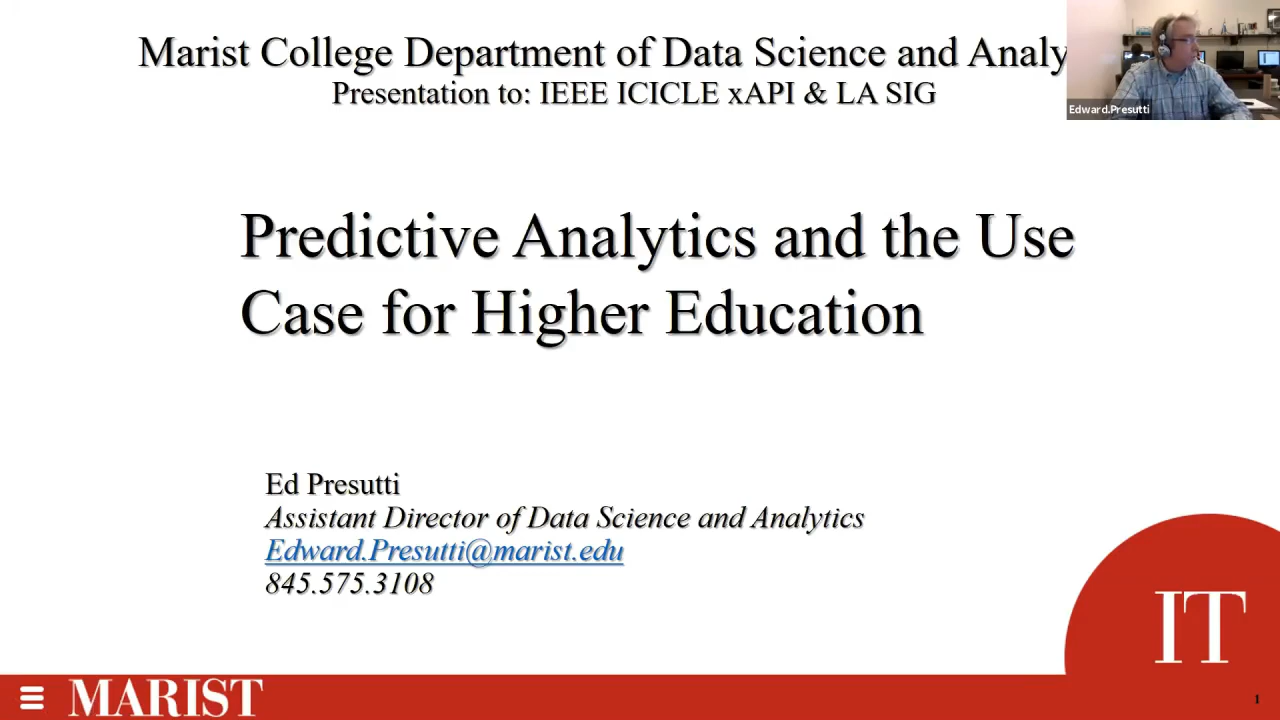 Marist College Department of Data Science and Analy
Presentation to: IEEE ICICLE xAPI & LA SIG
Edward.Presutti
Predictive Analytics and the Use
Case for Higher Education
Ed Presutti
Assistant Director of Data Science and Analytics
Edward.Presutti@marist.edu
845.575.3108
IT
MARIST
1